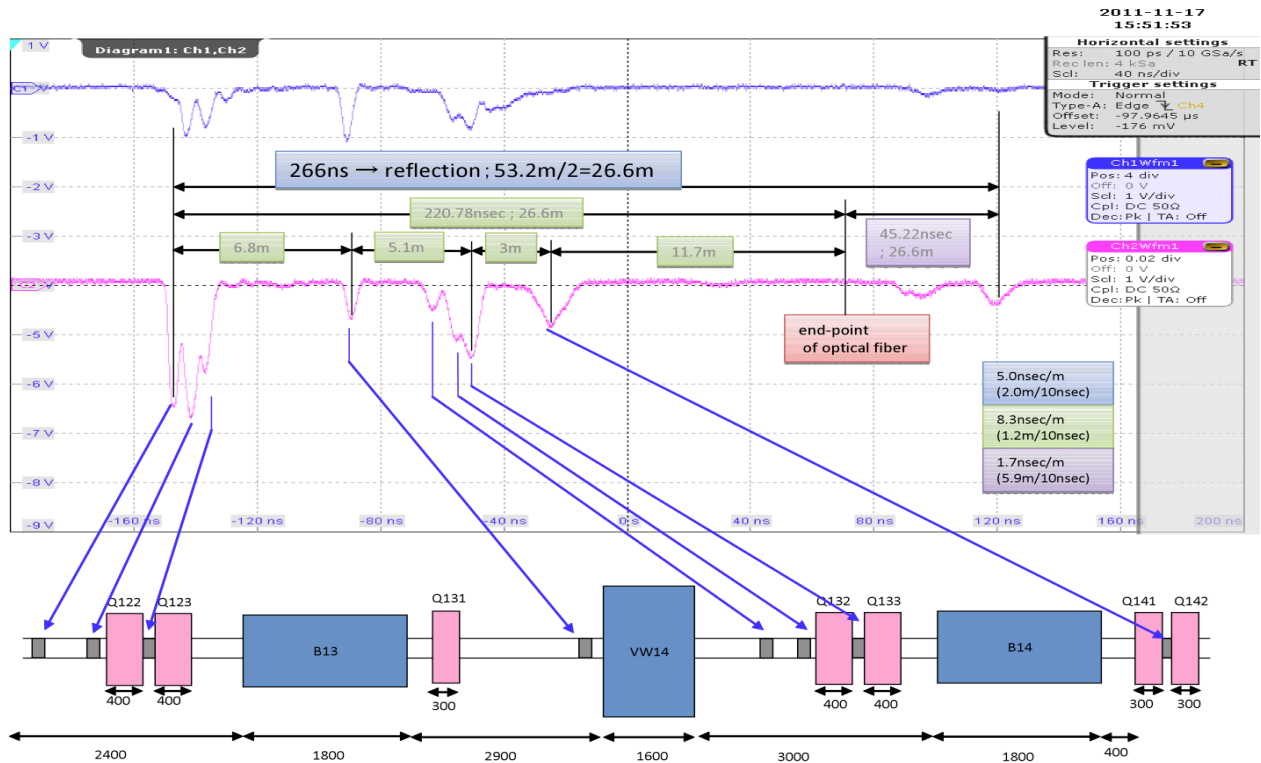 2011-11-17
15:51:53
Diagram1: Ch1,Ch2
Horizontal settings
Res: 100 ps / 10 GSa/s
Rec len: 4 kSa RT
Scl: 40 ns/div
Trigger settings
Mode: Normal
Type-A: Edge Ch4
Offset: -97.9645 µs
Level: -176 mV
1 V
C1
-1 V
-2 V
-3 V
-5 V
-6 V
-7 V
-8 V
-9 V
266ns → reflection ; 53.2m/2=26.6m
220.78nsec ; 26.6m
45.22nsec
; 26.6m
6.8m
5.1m
3m
11.7m
Ch1Wfm1
Pos: 4 div
Off: 0 V
Scl: 1 V/div
Cpl: DC 50Ω
Dec: Pk | TA: Off
Ch2Wfm1
Pos: 0.02 div
Off: 0 V
Scl: 1 V/div
Cpl: DC 50Ω
Dec: Pk | TA: Off
end-point
of optical fiber
5.0nsec/m
(2.0m/10nsec)
8.3nsec/m
(1.2m/10nsec)
1.7nsec/m
(5.9m/10nsec)
-160 ns
-120 ns
-80 ns
-40 ns
0 s
40 ns
80 ns
120 ns
160 ns
200 ns
Q122
Q123
B13
Q131
VW14
Q132
Q133
B14
Q141
Q142
400
400
300
400
400
300
300
2400
1800
2900
1600
3000
1800
400